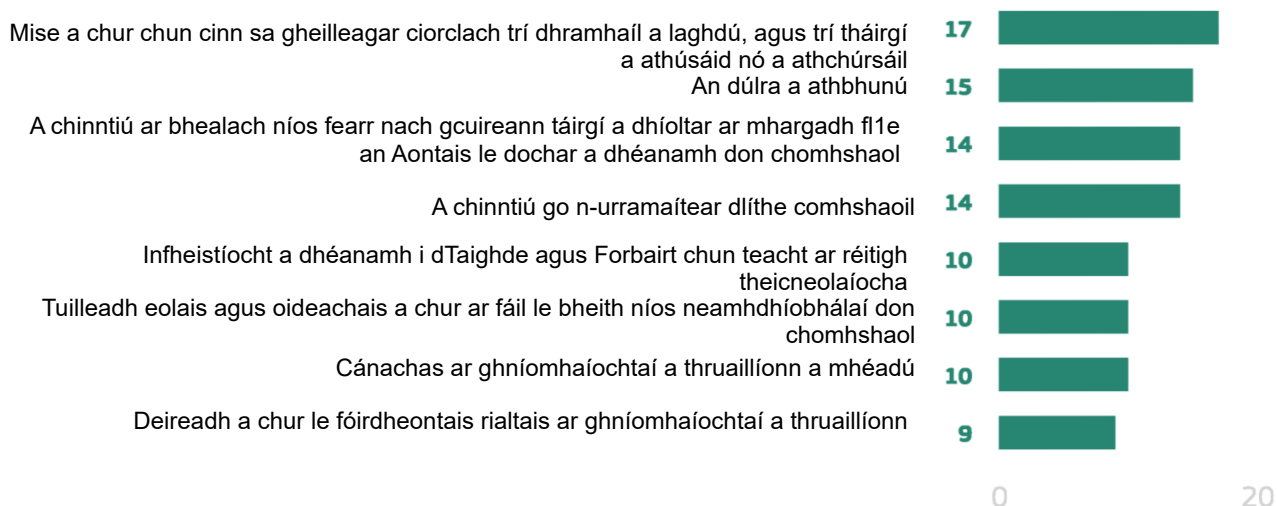 Mise a chur chun cinn sa gheilleagar ciorclach trí dhramhaíl a laghdú, agus trí tháirgí
a athúsáid nó a athchúrsáil
17
An dúlra a athbhunú
15
A chinntiú ar bhealach níos fearr nach gcuireann táirgí a dhíoltar ar mhargadh fl1e
an Aontais le dochar a dhéanamh don chomhshaol
14
A chinntiú go n-urramaítear dlíthe comhshaoil
14
Infheistíocht a dhéanamh i dTaighde agus Forbairt chun teacht ar réitigh
theicneolaíocha
10
Tuilleadh eolais agus oideachais a chur ar fáil le bheith níos neamhdhíobhálaí don
chomhshaol
10
Cánachas ar ghníomhaíochtaí a thruaillíonn a mhéadú
10
Deireadh a chur le fóirdheontais rialtais ar ghníomhaíochtaí a thruaillíonn
9
0
20